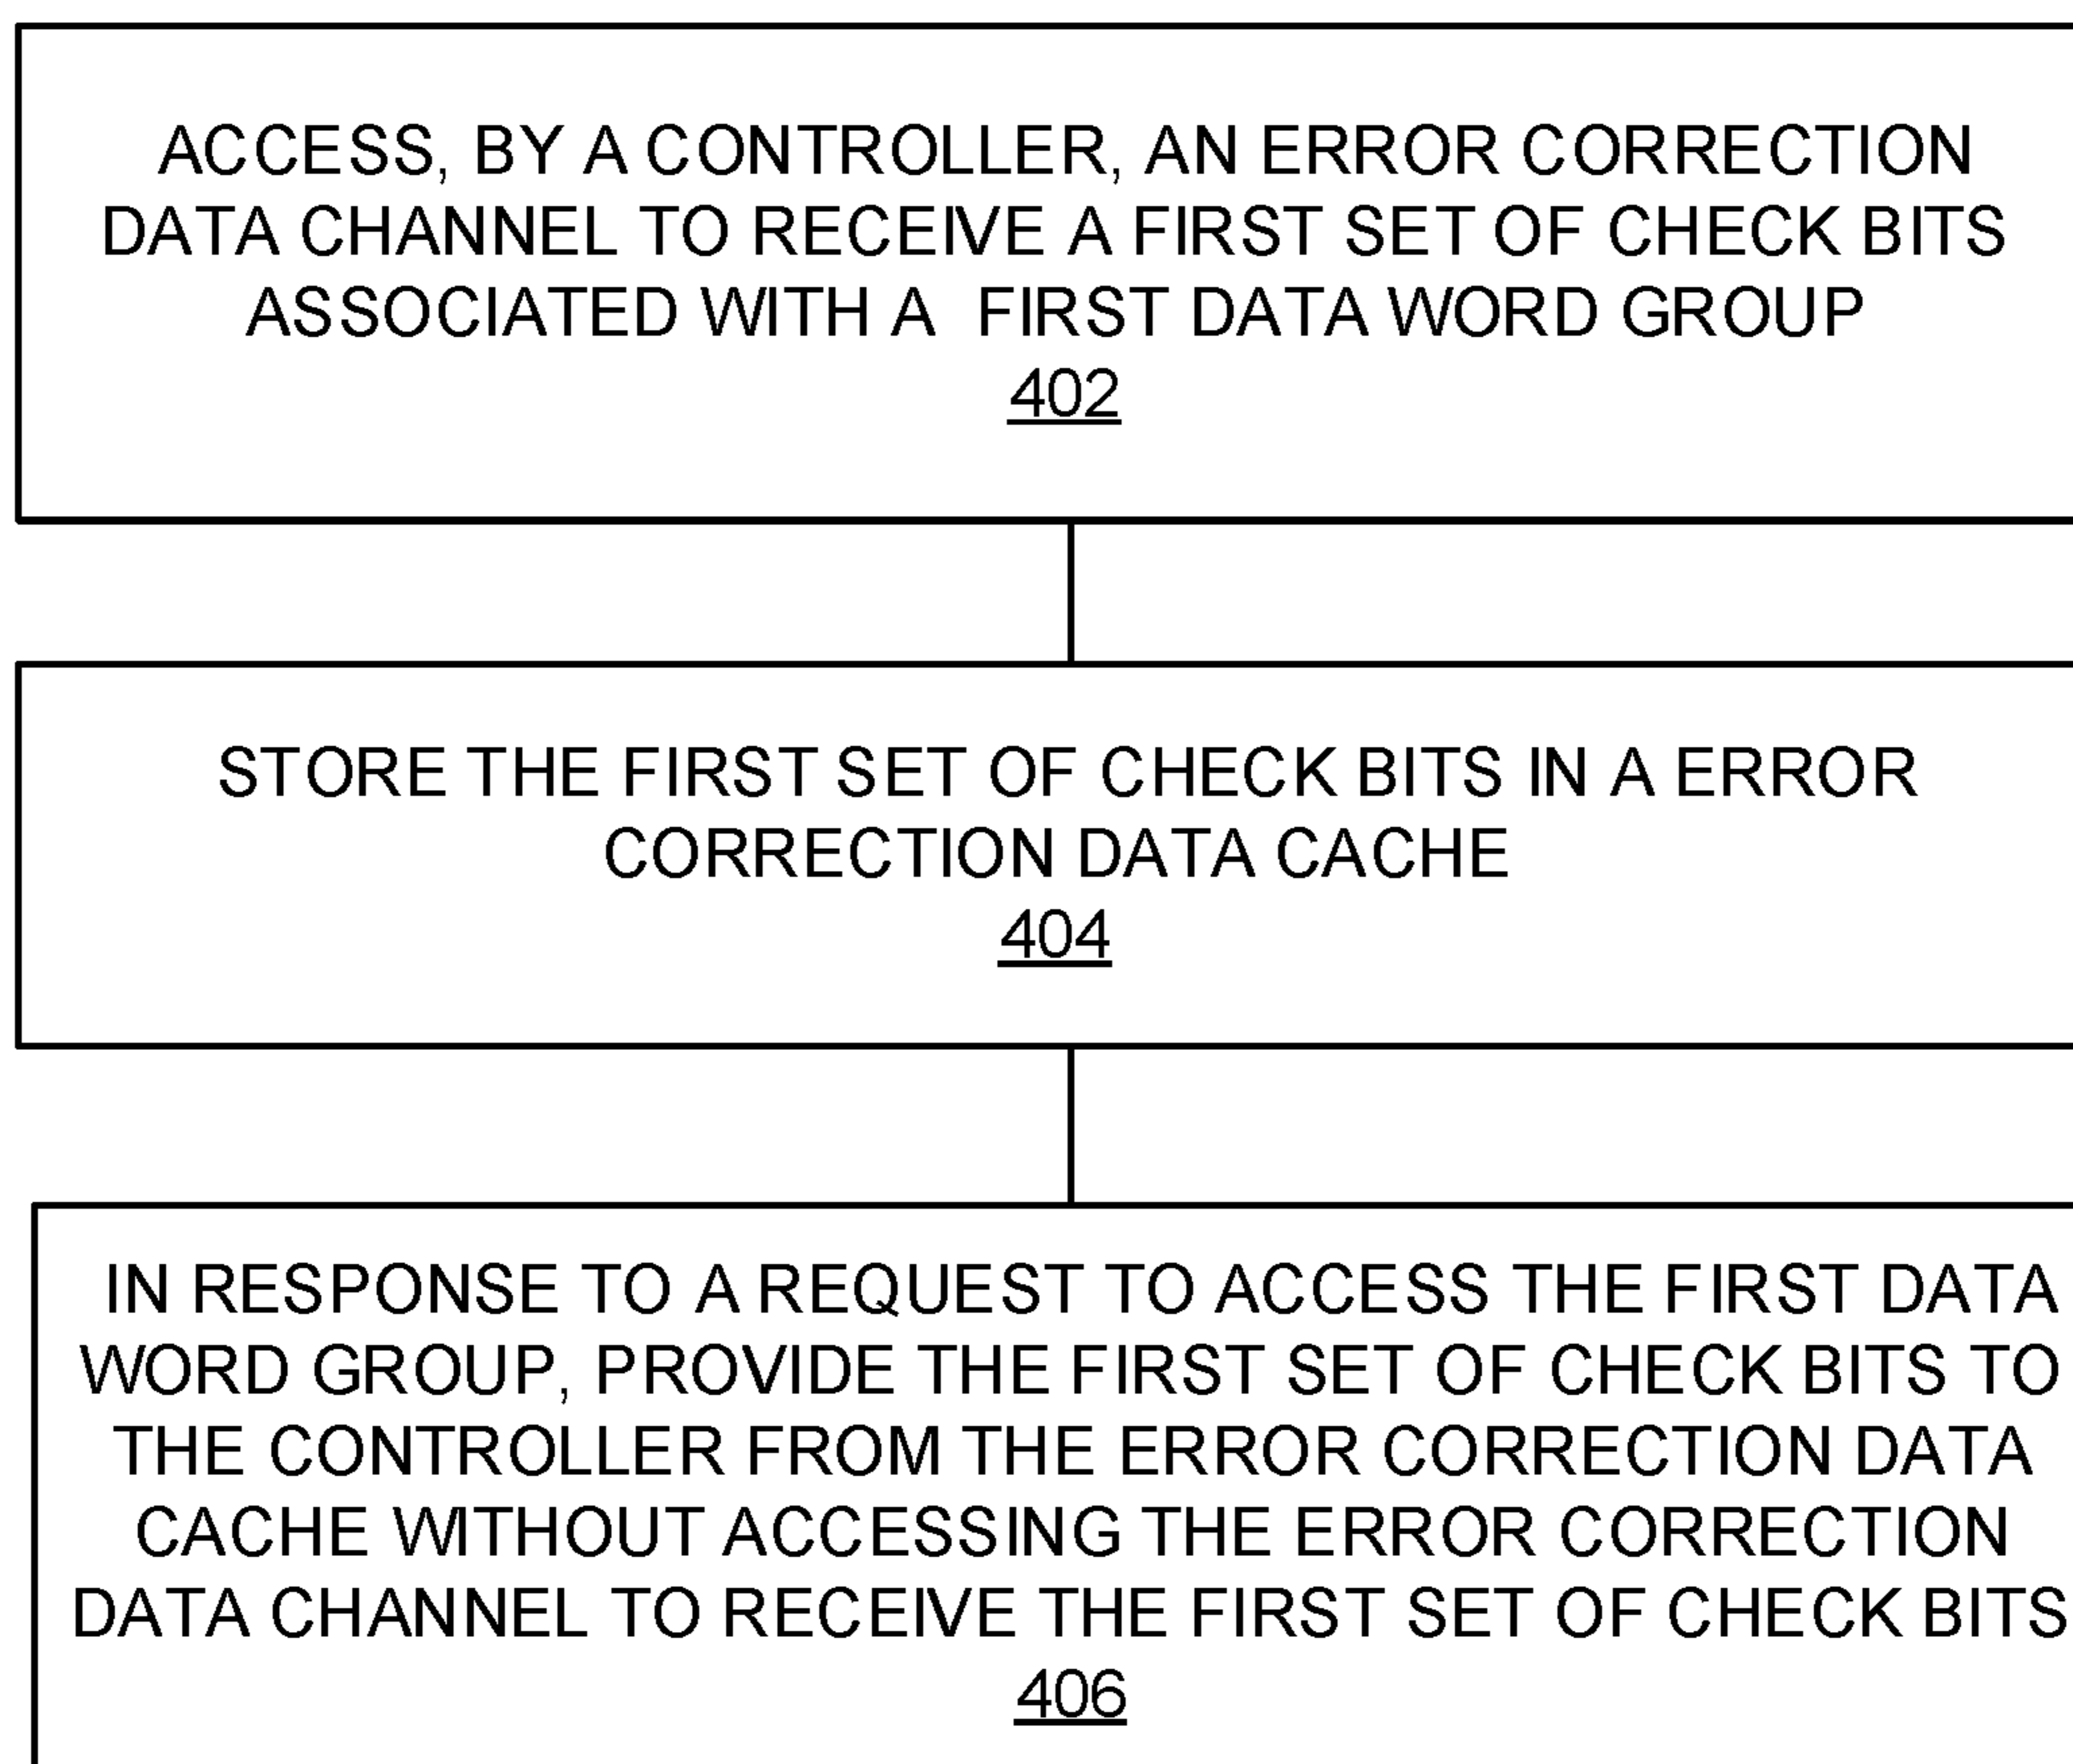 ACCESS, BY A CONTROLLER, AN ERROR CORRECTION
DATA CHANNEL TO RECEIVE A FIRST SET OF CHECK BITS
ASSOCIATED WITH A FIRST DATA WORD GROUP
402
STORE THE FIRST SET OF CHECK BITS IN A ERROR
CORRECTION DATA CACHE
404
IN RESPONSE TO A REQUEST TO ACCESS THE FIRST DATA
WORD GROUP, PROVIDE THE FIRST SET OF CHECK BITS TO
THE CONTROLLER FROM THE ERROR CORRECTION DATA
CACHE WITHOUT ACCESSING THE ERROR CORRECTION
DATA CHANNEL TO RECEIVE THE FIRST SET OF CHECK BITS
406